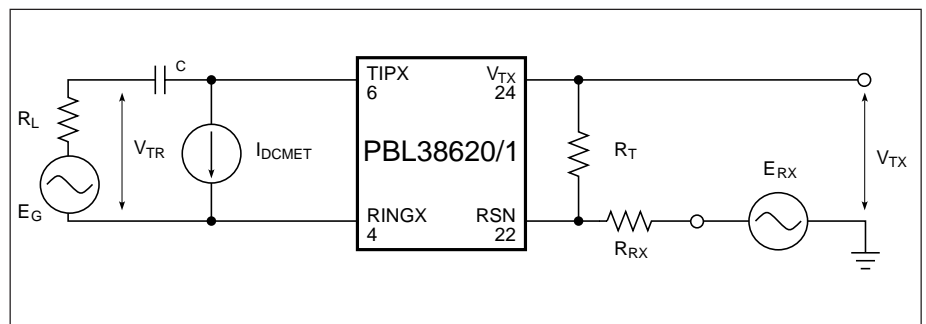 C
TIPX
6
VTX
24
RL
VTR
IDCMET
PBL38620/1
RT
ERX
VTX
EG
RINGX
4
RSN
22
RRX